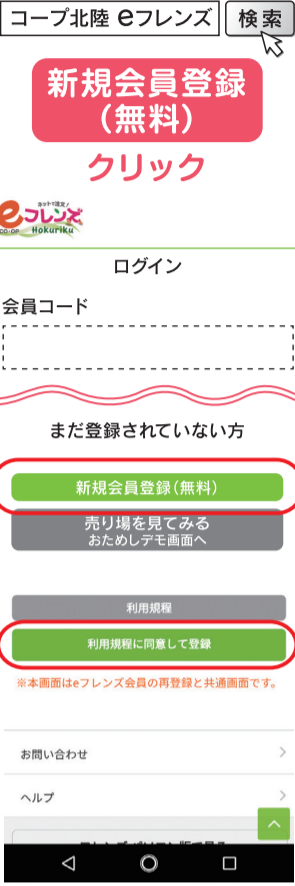 コープ北陸 eフレンズ 検索
新規会員登録
(無料)
クリック
ネットで注文!
eフレンズ
CO-OP Hokuriku
ログイン
会員コード
まだ登録されていない方
新規会員登録(無料)
売り場を見てみる
おためしデモ画面へ
利用規程
利用規程に同意して登録
※本画面はeフレンズ会員の再登録と共通画面です。
お問い合わせ
ヘルプ